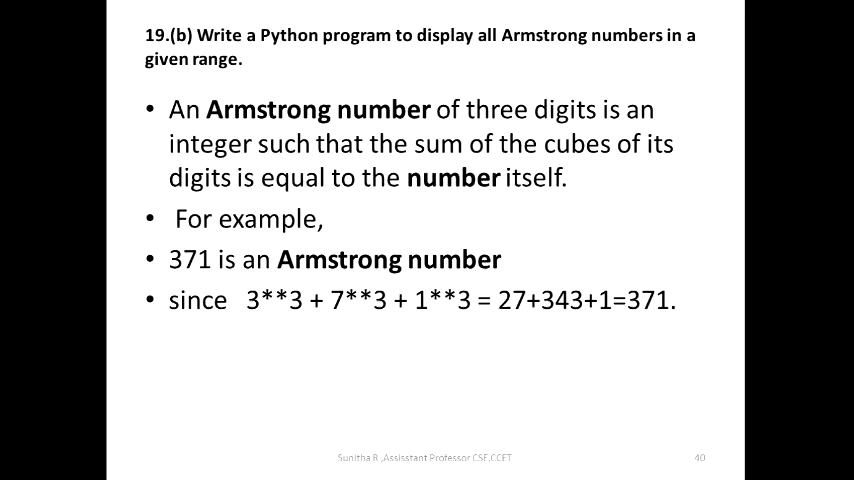 19.(b) Write a Python program to display all Armstrong numbers in a
given range.
• An Armstrong number of three digits is an
integer such that the sum of the cubes of its
digits is equal to the number itself.
• For example,
• 371 is an Armstrong number
• since 3**3 + 7**3 + 1**3 = 27+343+1=371.
Sunitha R ,Assisstant Professor CSE,CCET
40